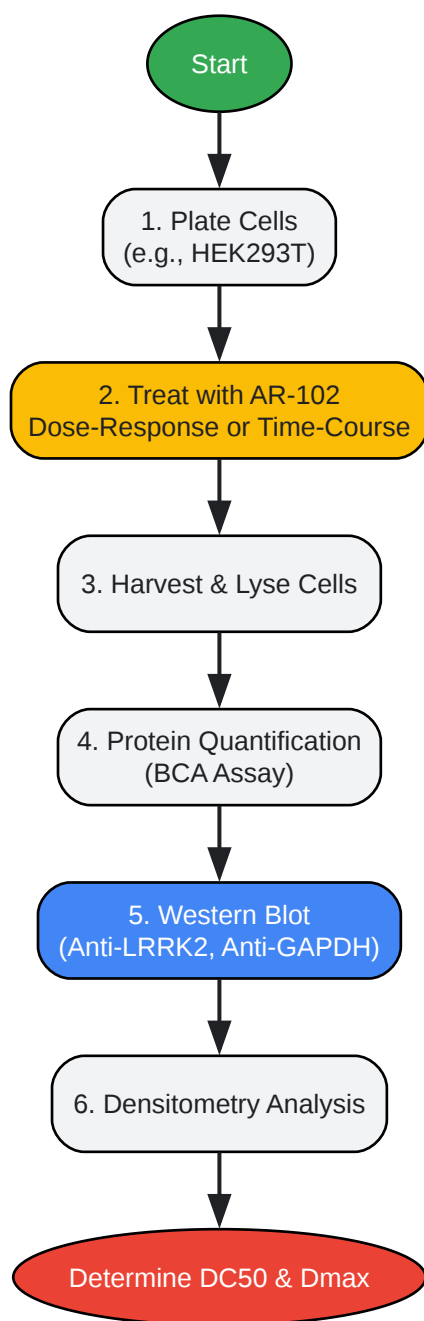 Start
1. Plate Cells
(e.g., HEK293T)
2. Treat with AR-102
Dose-Response or Time-Course
3. Harvest & Lyse Cells
4. Protein Quantification
(BCA Assay)
5. Western Blot
(Anti-LRRK2, Anti-GAPDH)
6. Densitometry Analysis
Determine DC50 & Dmax